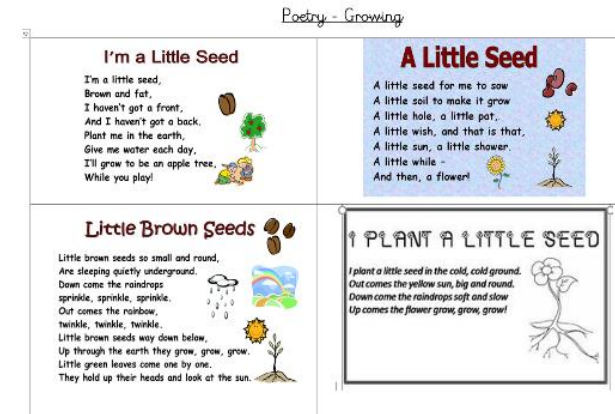 Poetry - Growing
I'm a Little Seed
I'm a little seed,
Brown and fat,
I haven't got a front,
And I haven't got a back.
Plant me in the earth,
Give me water each day,
I'll grow to be an apple tree,
While you play!
A Little Seed
A little seed for me to sow
A little soil to make it grow
A little hole, a little pat,
A little wish, and that is that,
A little sun, a little shower.
A little while -
And then, a flower!
Little Brown Seeds
Little brown seeds so small and round,
Are sleeping quietly underground.
Down come the raindrops
sprinkle, sprinkle, sprinkle.
Out comes the rainbow,
twinkle, twinkle, twinkle.
Little brown seeds way down below,
Up through the earth they grow, grow, grow.
Little green leaves come one by one.
They hold up their heads and look at the sun.
I PLANT A LITTLE SEED
I plant a little seed in the cold, cold ground.
Out comes the yellow sun, big and round.
Down come the raindrops soft and slow
Up comes the flower grow, grow, grow!